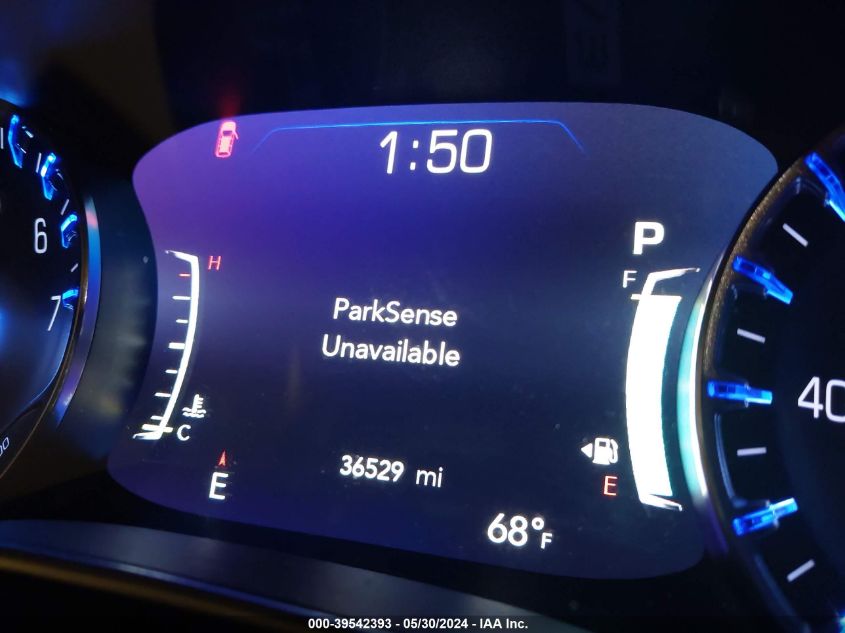 1:50
6
P
H
F
7
ParkSense
Unavailable
40
C
36529 mi
E
E
68°F
000-39542393 - 05/30/2024 - IAA Inc.